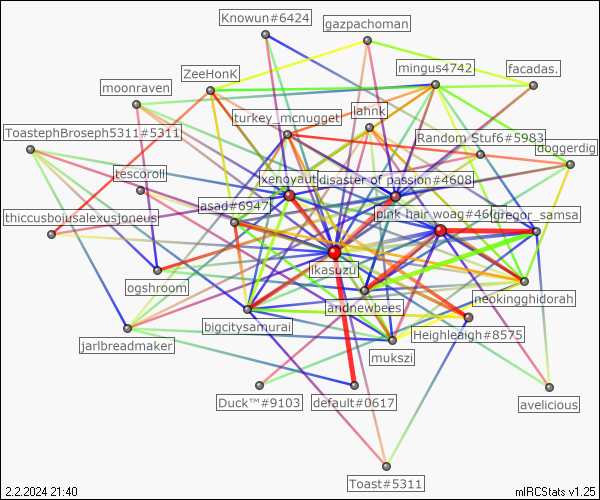 Knowun#6424
gazpachoman
mingus4742
facadas.
ZeeHonK
moonraven
turkey_mcnugget
lahnk
ToastephBroseph5311#5311
Random Stuf6#5983
doggerdig
tescoroll
xenovault
disaster of passion#4608
asad#6947
thiccusboiusalexusjoneus
pink hair woag#460
gregor_samsa
ikasuzu
ogshroom
neokingghidorah
andnewbees
bigcitysamurai
Heighleaigh#8575
jarlbreadmaker
mukszi
Duck™#9103
default#0617
avelicious
Toast#5311
2.2.2024 21:40
mIRCStats v1.25